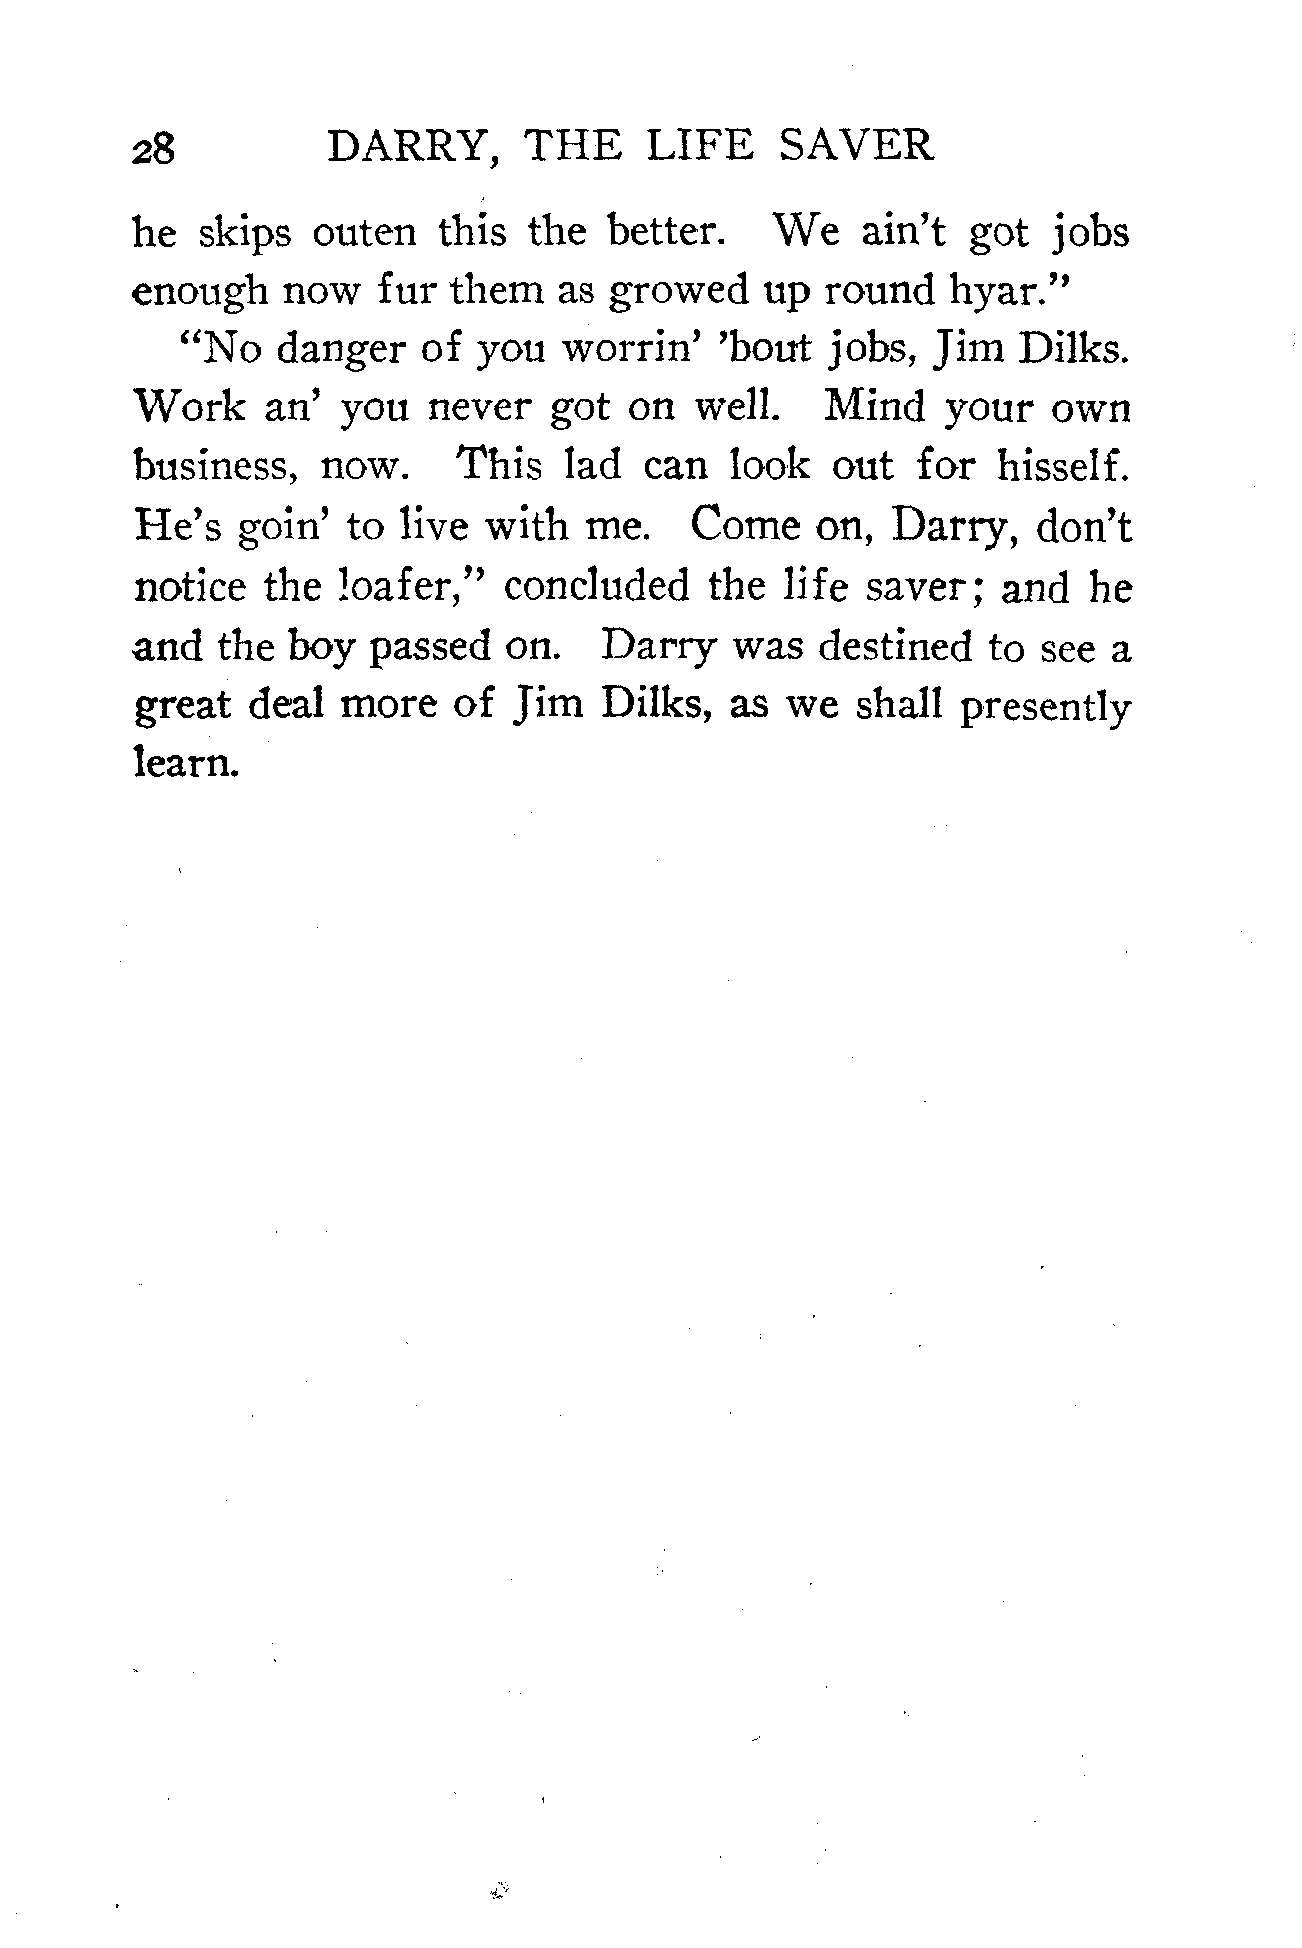 28 DARRY, THE LIFE SAVER
he skips outen this the better. We ain't got jobs
enough now fur them as growed up round hyar."
"No danger of you worrin' 'bout jobs, Jim Dilks.
Work an' you never got on well. Mind your own
business, now. This lad can look out for hisself.
He's goin' to live with me. Come on, Darry, don't
notice the loafer," concluded the life saver; and he
and the boy passed on. Darry was destined to see a
great deal more of Jim Dilks, as we shall presently
learn.